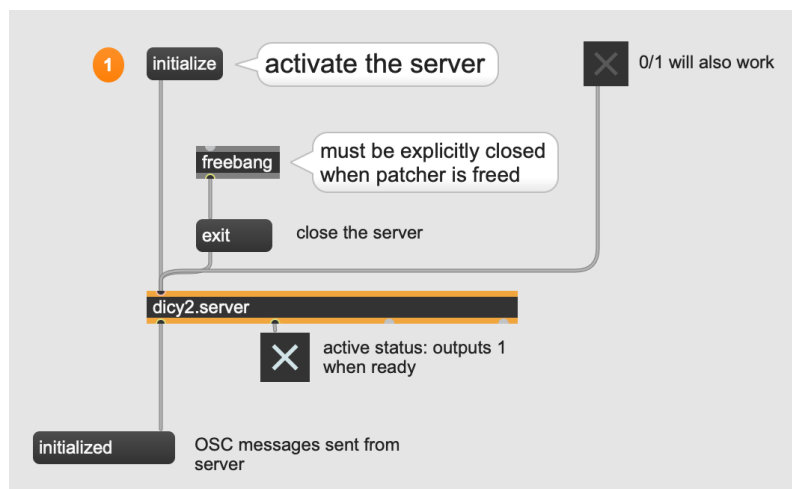 1
initialize
activate the server
0/1 will also work
freebang
must be explicitly closed
when patcher is freed
exit
close the server
dicy2.server
active status: outputs 1
when ready
initialized
OSC messages sent from
server